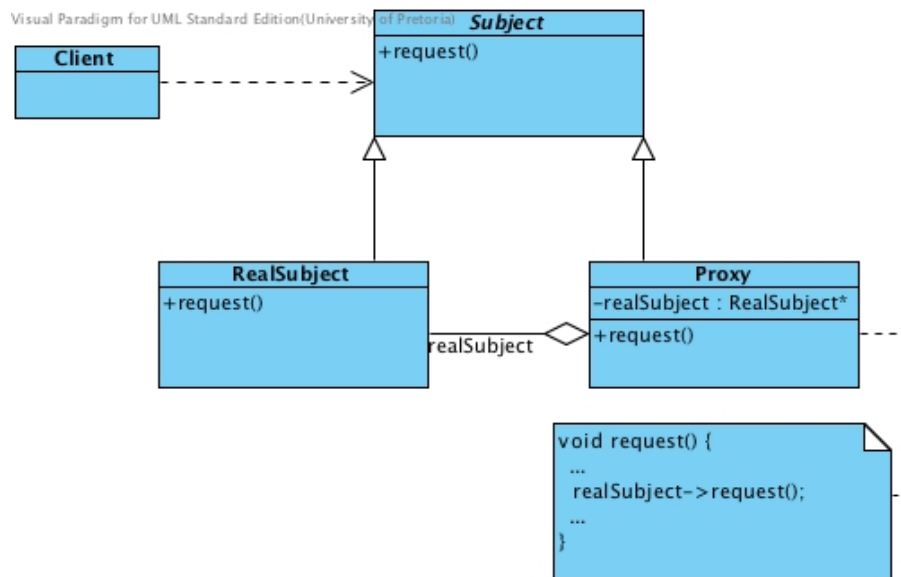 Visual Paradigm for UML Standard Edition(University of Pretoria)
Subject
+request()
Client
RealSubject
+request()
Proxy
-realSubject : RealSubject*
+request()
realSubject
void request() {
...
realSubject->request();
...
}